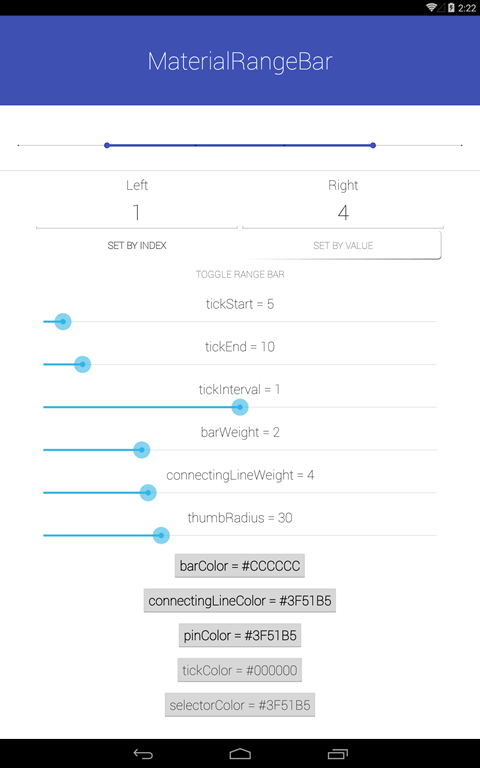 2:22
MaterialRangeBar
Left Right
1 4
SET BY INDEX SET BY VALUE
TOGGLE RANGE BAR
tickStart = 5
tickEnd = 10
tickInterval = 1
barWeight = 2
connectingLineWeight = 4
thumbRadius = 30
barColor = #CCCCCC
connectingLineColor = #3F51B5
pinColor = #3F51B5
tickColor = #000000
selectorColor = #3F51B5